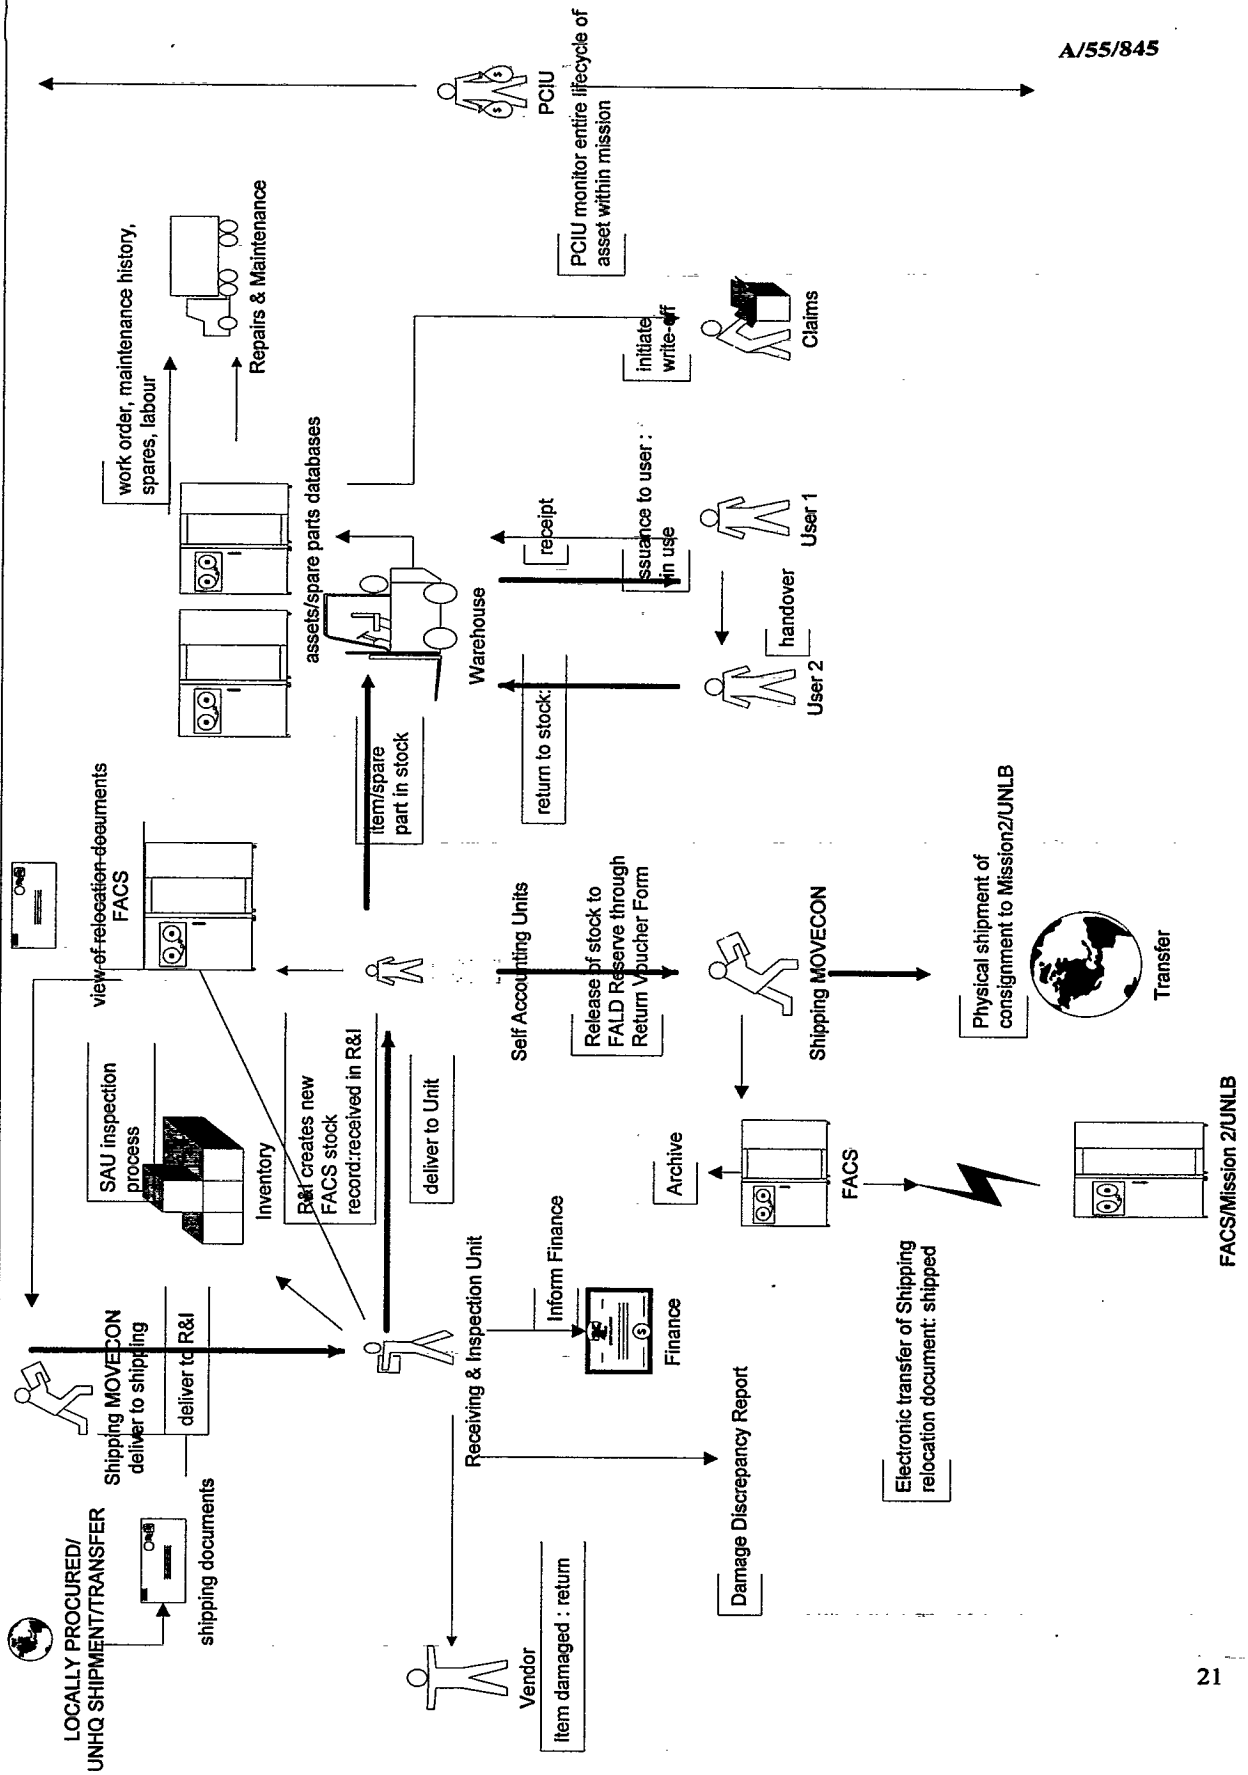 A/55/845
LOCALLY PROCURED/
UNHQ SHIPMENT/TRANSFER
shipping documents
Shipping MOVECON
deliver to shipping
deliver to R&I
view of relocation documents
FACS
SAU inspection
process
Inventory
R&I creates new
FACS stock
record:received in R&I
deliver to Unit
Receiving & Inspection Unit
Inform Finance
Finance
Vendor
item damaged : return
Damage Discrepancy Report
Self Accounting Units
Release of stock to
FALD Reserve through
Return Voucher Form
Shipping MOVECON
Archive
FACS
Electronic transfer of Shipping
relocation document: shipped
FACS/Mission 2/UNLB
Physical shipment of
consignment to Mission2/UNLB
Transfer
item/spare
part in stock
work order, maintenance history,
spares, labour
Repairs & Maintenance
assets/spare parts databases
Warehouse
receipt
return to stock:
issuance to user :
in use
User 1
handover
User 2
initiate
write-off
Claims
PCIU
PCIU monitor entire lifecycle of
asset within mission
21